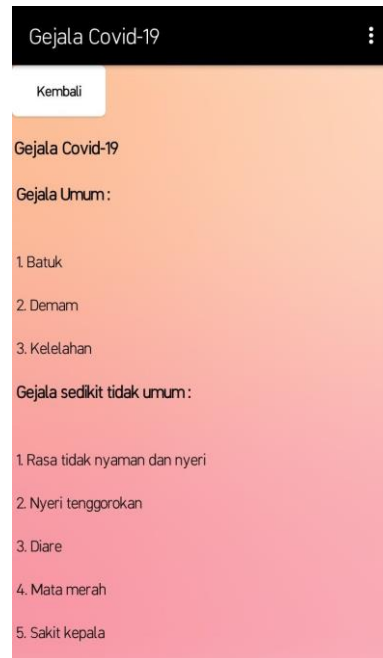 Gejala Covid-19
Kembali
Gejala Covid-19
Gejala Umum :
1. Batuk
2. Demam
3. Kelelahan
Gejala sedikit tidak umum :
1. Rasa tidak nyaman dan nyeri
2. Nyeri tenggorokan
3. Diare
4. Mata merah
5. Sakit kepala